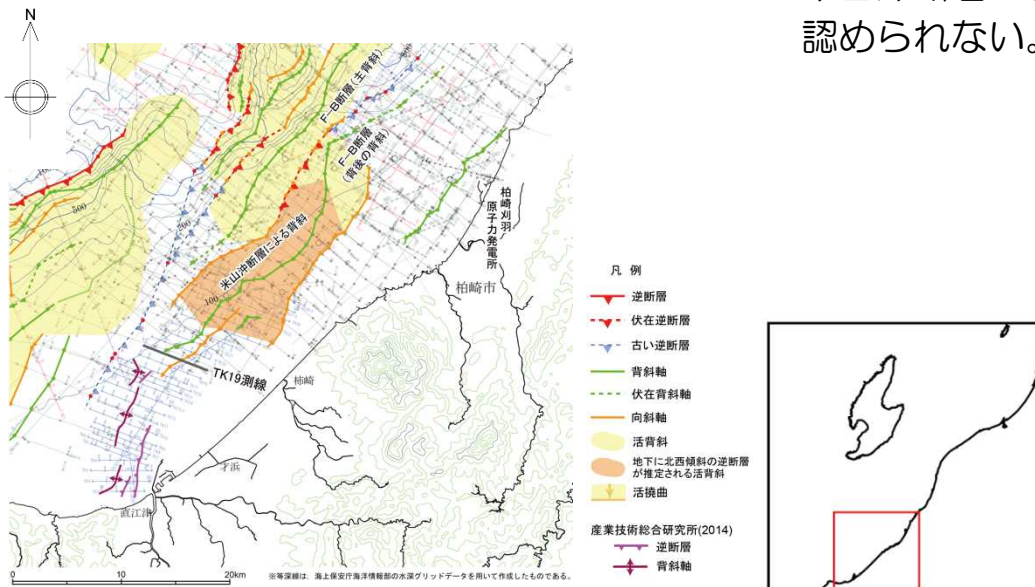 認められない。
N
F-B断層(主背斜)
F-B断層
(背後の背斜)
米山沖断層による背斜
柏崎刈羽
原子力発電所
柏崎市
500
100
TK19測線
柿崎
直江津
0 10 20km
※等深線は、海上保安庁海洋情報部の水深グリッドデータを用いて作成したものである。
凡 例
逆断層
伏在逆断層
古い逆断層
背斜軸
伏在背斜軸
向斜軸
活背斜
地下に北西傾斜の逆断層
が推定される活背斜
活撓曲
産業技術総合研究所(2014)
逆断層
背斜軸